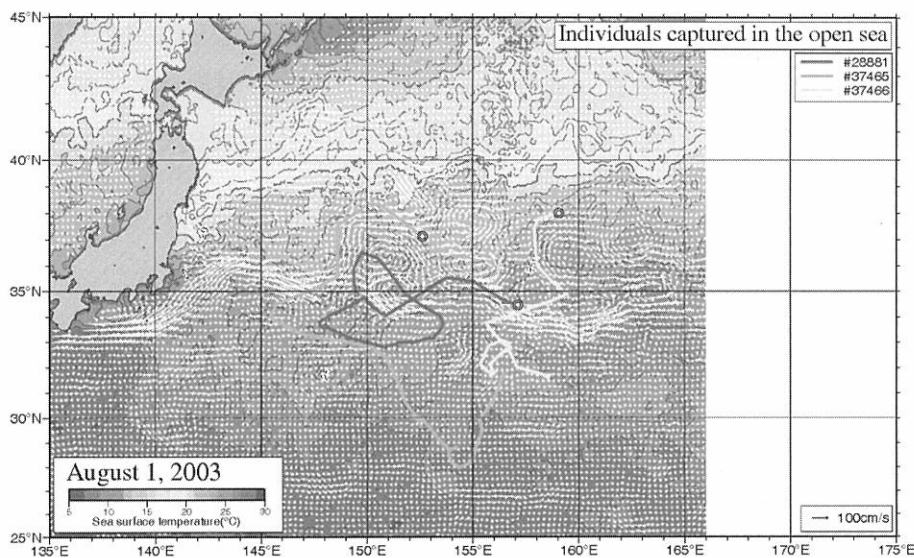 45°N
Individuals captured in the open sea
#28881
#37465
#37466
40°N
35°N
30°N
August 1, 2003
5 10 15 20 25 30
Sea surface temperature(°C)
100cm/s
25°N
135°E 140°E 145°E 150°E 155°E 160°E 165°E 170°E 175°E